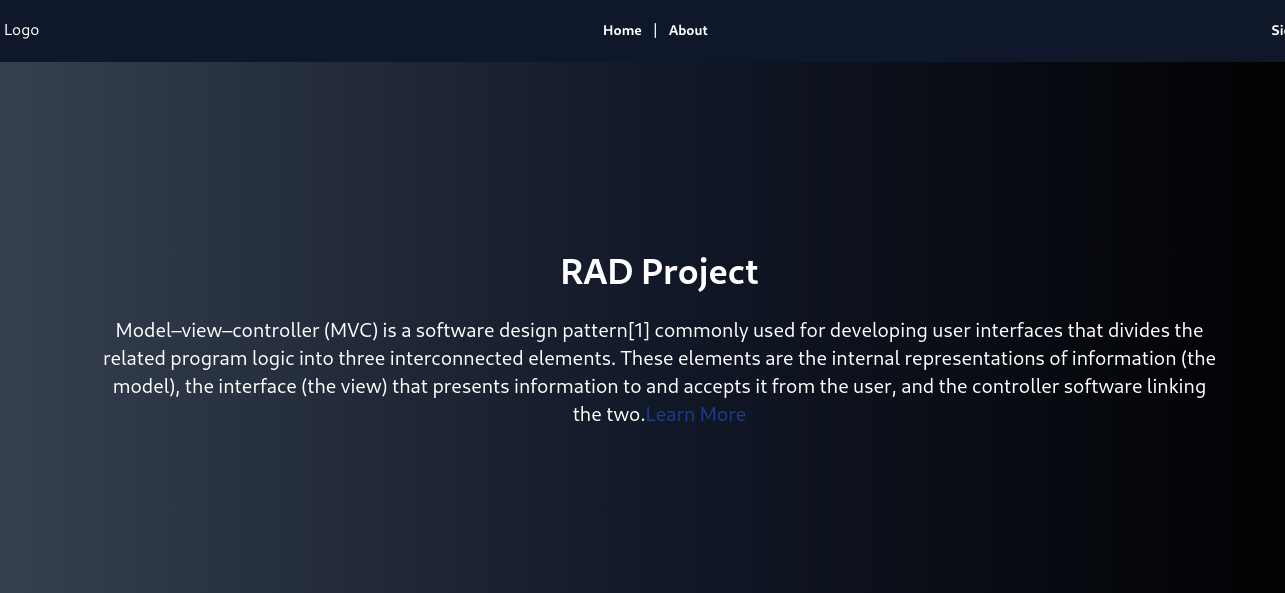 Logo
Home | About
RAD Project
Model–view–controller (MVC) is a software design pattern[1] commonly used for developing user interfaces that divides the
related program logic into three interconnected elements. These elements are the internal representations of information (the
model), the interface (the view) that presents information to and accepts it from the user, and the controller software linking
the two.Learn More